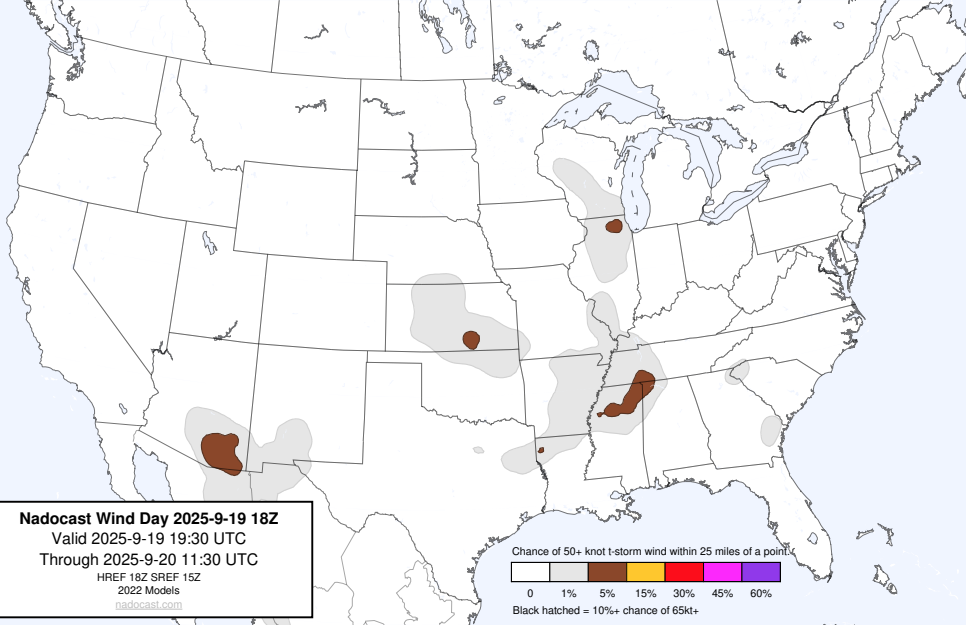 Nadocast Wind Day 2025-9-19 18Z
Valid 2025-9-19 19:30 UTC
Through 2025-9-20 11:30 UTC
HREF 18Z SREF 15Z
2022 Models
nadocast.com
Chance of 50+ knot t-storm wind within 25 miles of a point.
0 1% 5% 15% 30% 45% 60%
Black hatched = 10%+ chance of 65kt+